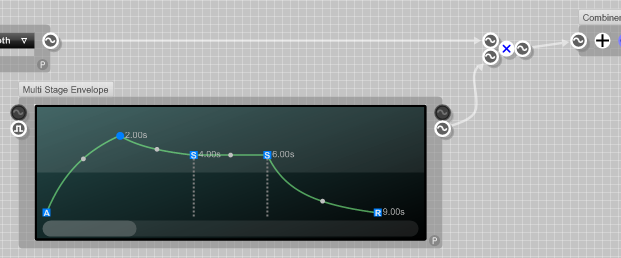 Combiner
oth
P
Multi Stage Envelope
2.00s
S 4.00s
S 6.00s
A
R 9.00s
P